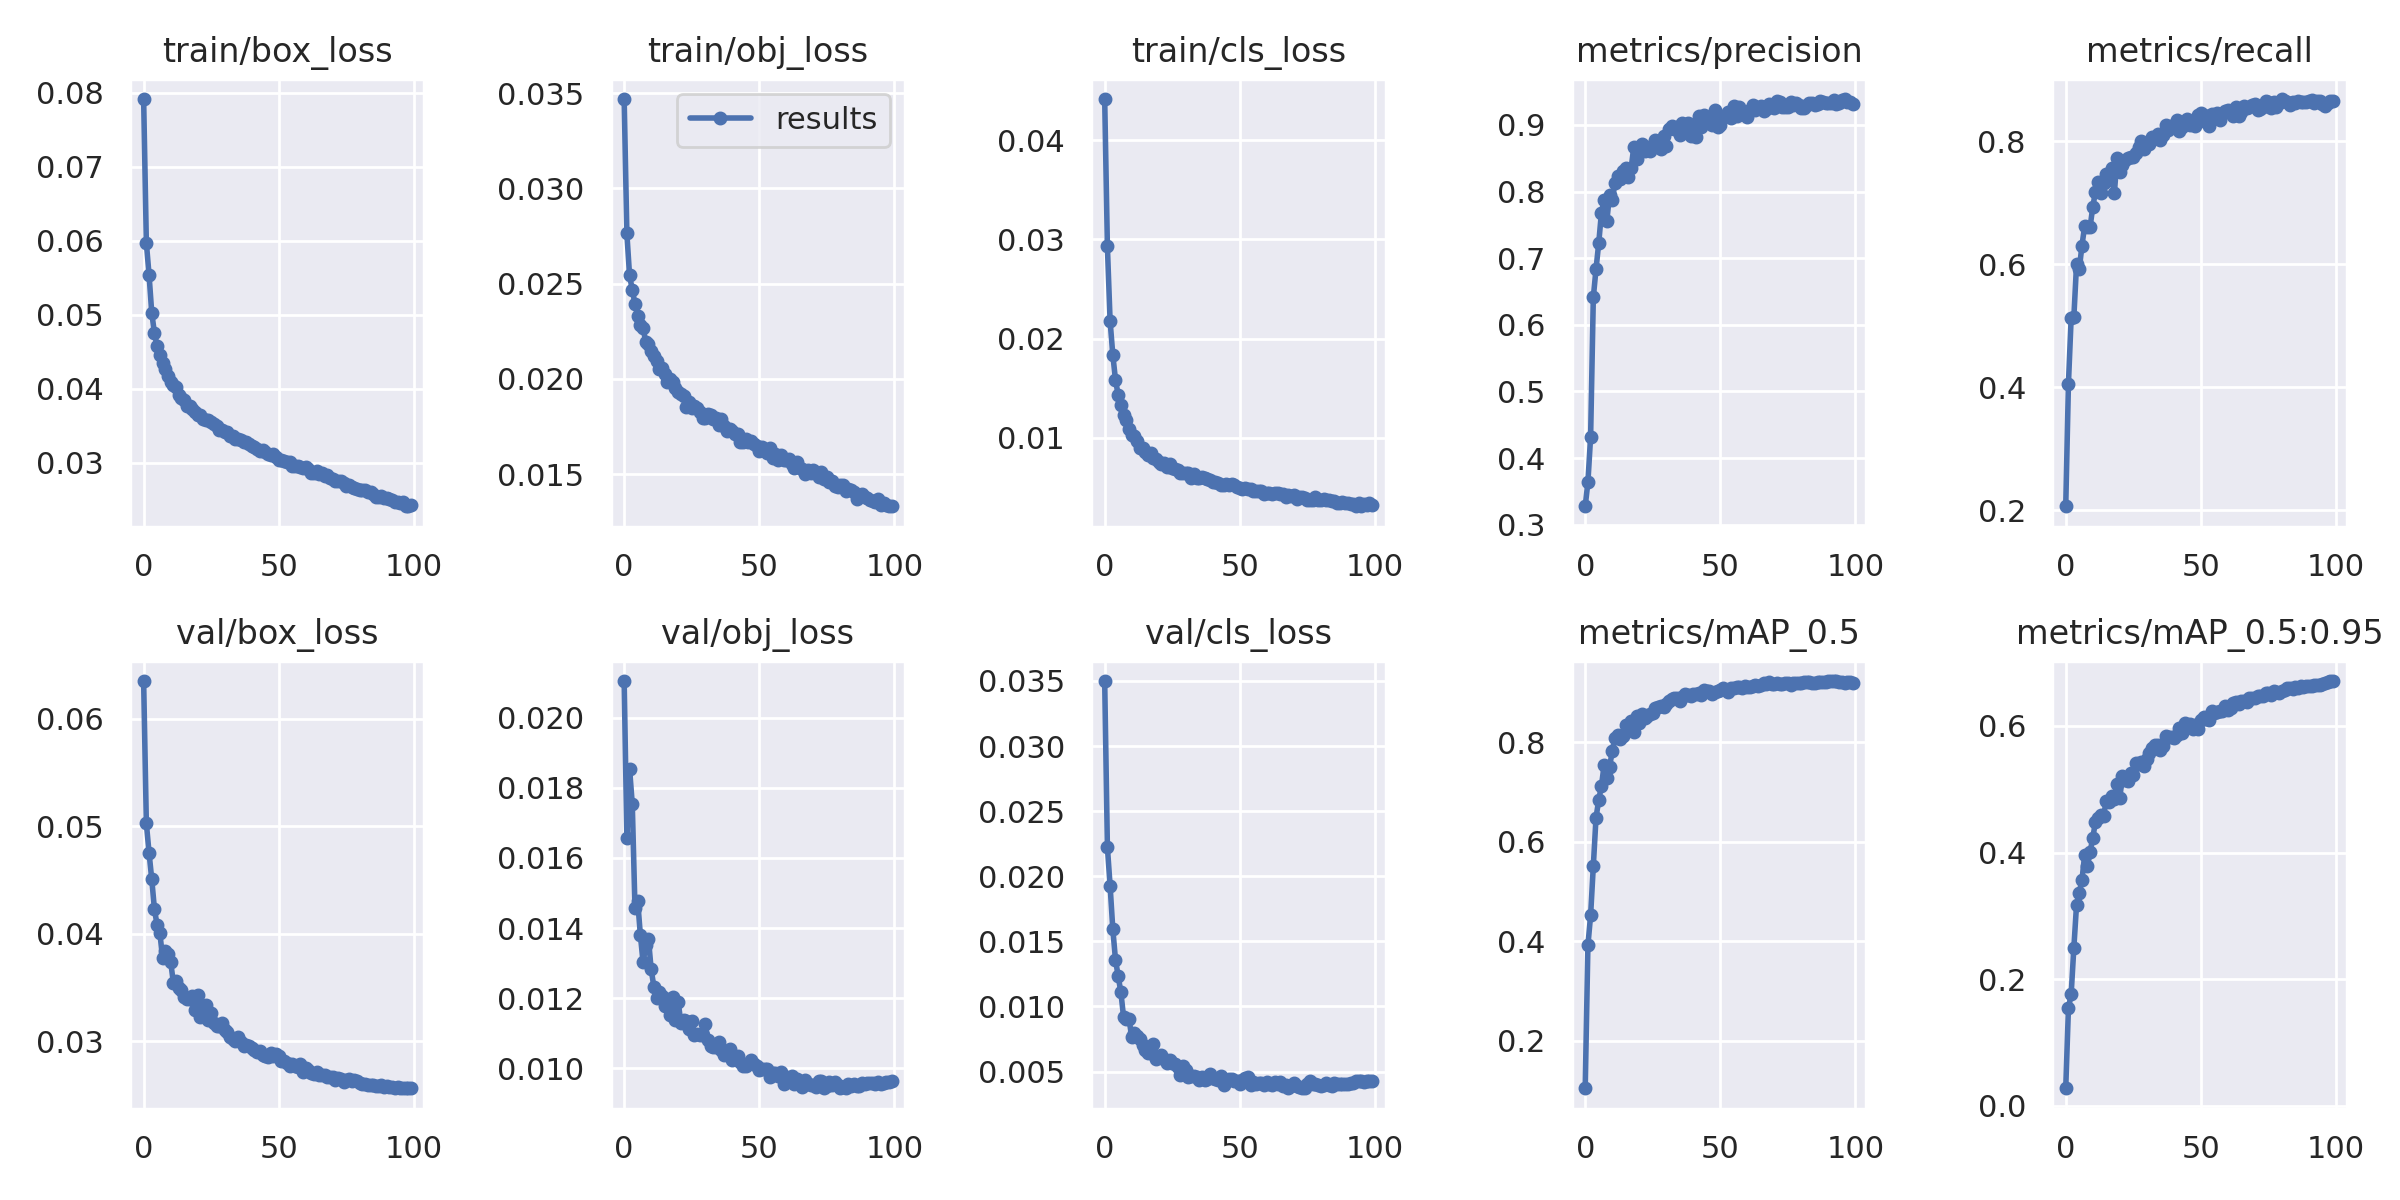 train/box_loss
0.08
0.07
0.06
0.05
0.04
0.03
0 50 100
train/obj_loss
results
0.035
0.030
0.025
0.020
0.015
0 50 100
train/cls_loss
0.04
0.03
0.02
0.01
0 50 100
metrics/precision
0.9
0.8
0.7
0.6
0.5
0.4
0.3
0 50 100
metrics/recall
0.8
0.6
0.4
0.2
0 50 100
val/box_loss
0.06
0.05
0.04
0.03
0 50 100
val/obj_loss
0.020
0.018
0.016
0.014
0.012
0.010
0 50 100
val/cls_loss
0.035
0.030
0.025
0.020
0.015
0.010
0.005
0 50 100
metrics/mAP_0.5
0.8
0.6
0.4
0.2
0 50 100
metrics/mAP_0.5:0.95
0.6
0.4
0.2
0.0
0 50 100